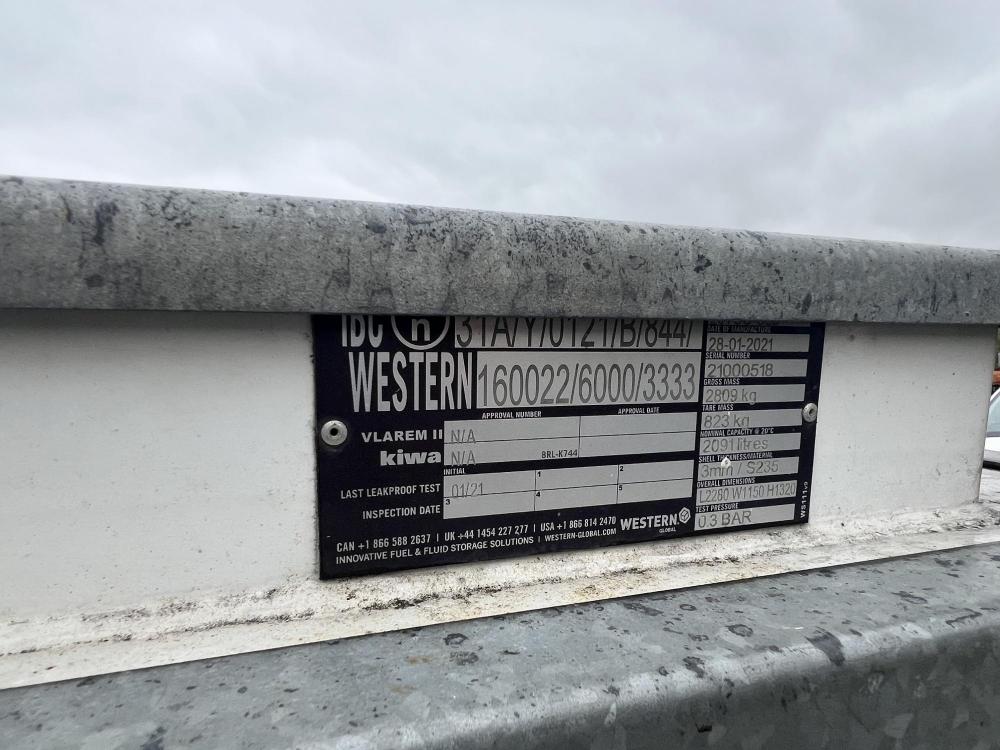 IBC n 31A/Y/0121/B/8447
WESTERN 160022/6000/3333
APPROVAL NUMBER APPROVAL DATE
VLAREM II N/A
kiwa N/A BRL-K744
INITIAL 1 2
LAST LEAKPROOF TEST 01/21
3 4 5
INSPECTION DATE
CAN +1 866 588 2637 | UK +44 1454 227 277 | USA +1 866 814 2470
INNOVATIVE FUEL & FLUID STORAGE SOLUTIONS | WESTERN-GLOBAL.COM
WESTERN
GLOBAL
DATE OF MANUFACTURE
28-01-2021
SERIAL NUMBER
21000518
GROSS MASS
2809 kg
TARE MASS
823 kg
NOMINAL CAPACITY @ 20°C
2091 litres
SHELL THICKNESS/MATERIAL
3mm / S235
OVERALL DIMENSIONS
L2280 W1150 H1320
TEST PRESSURE
0.3 BAR
WS111v9